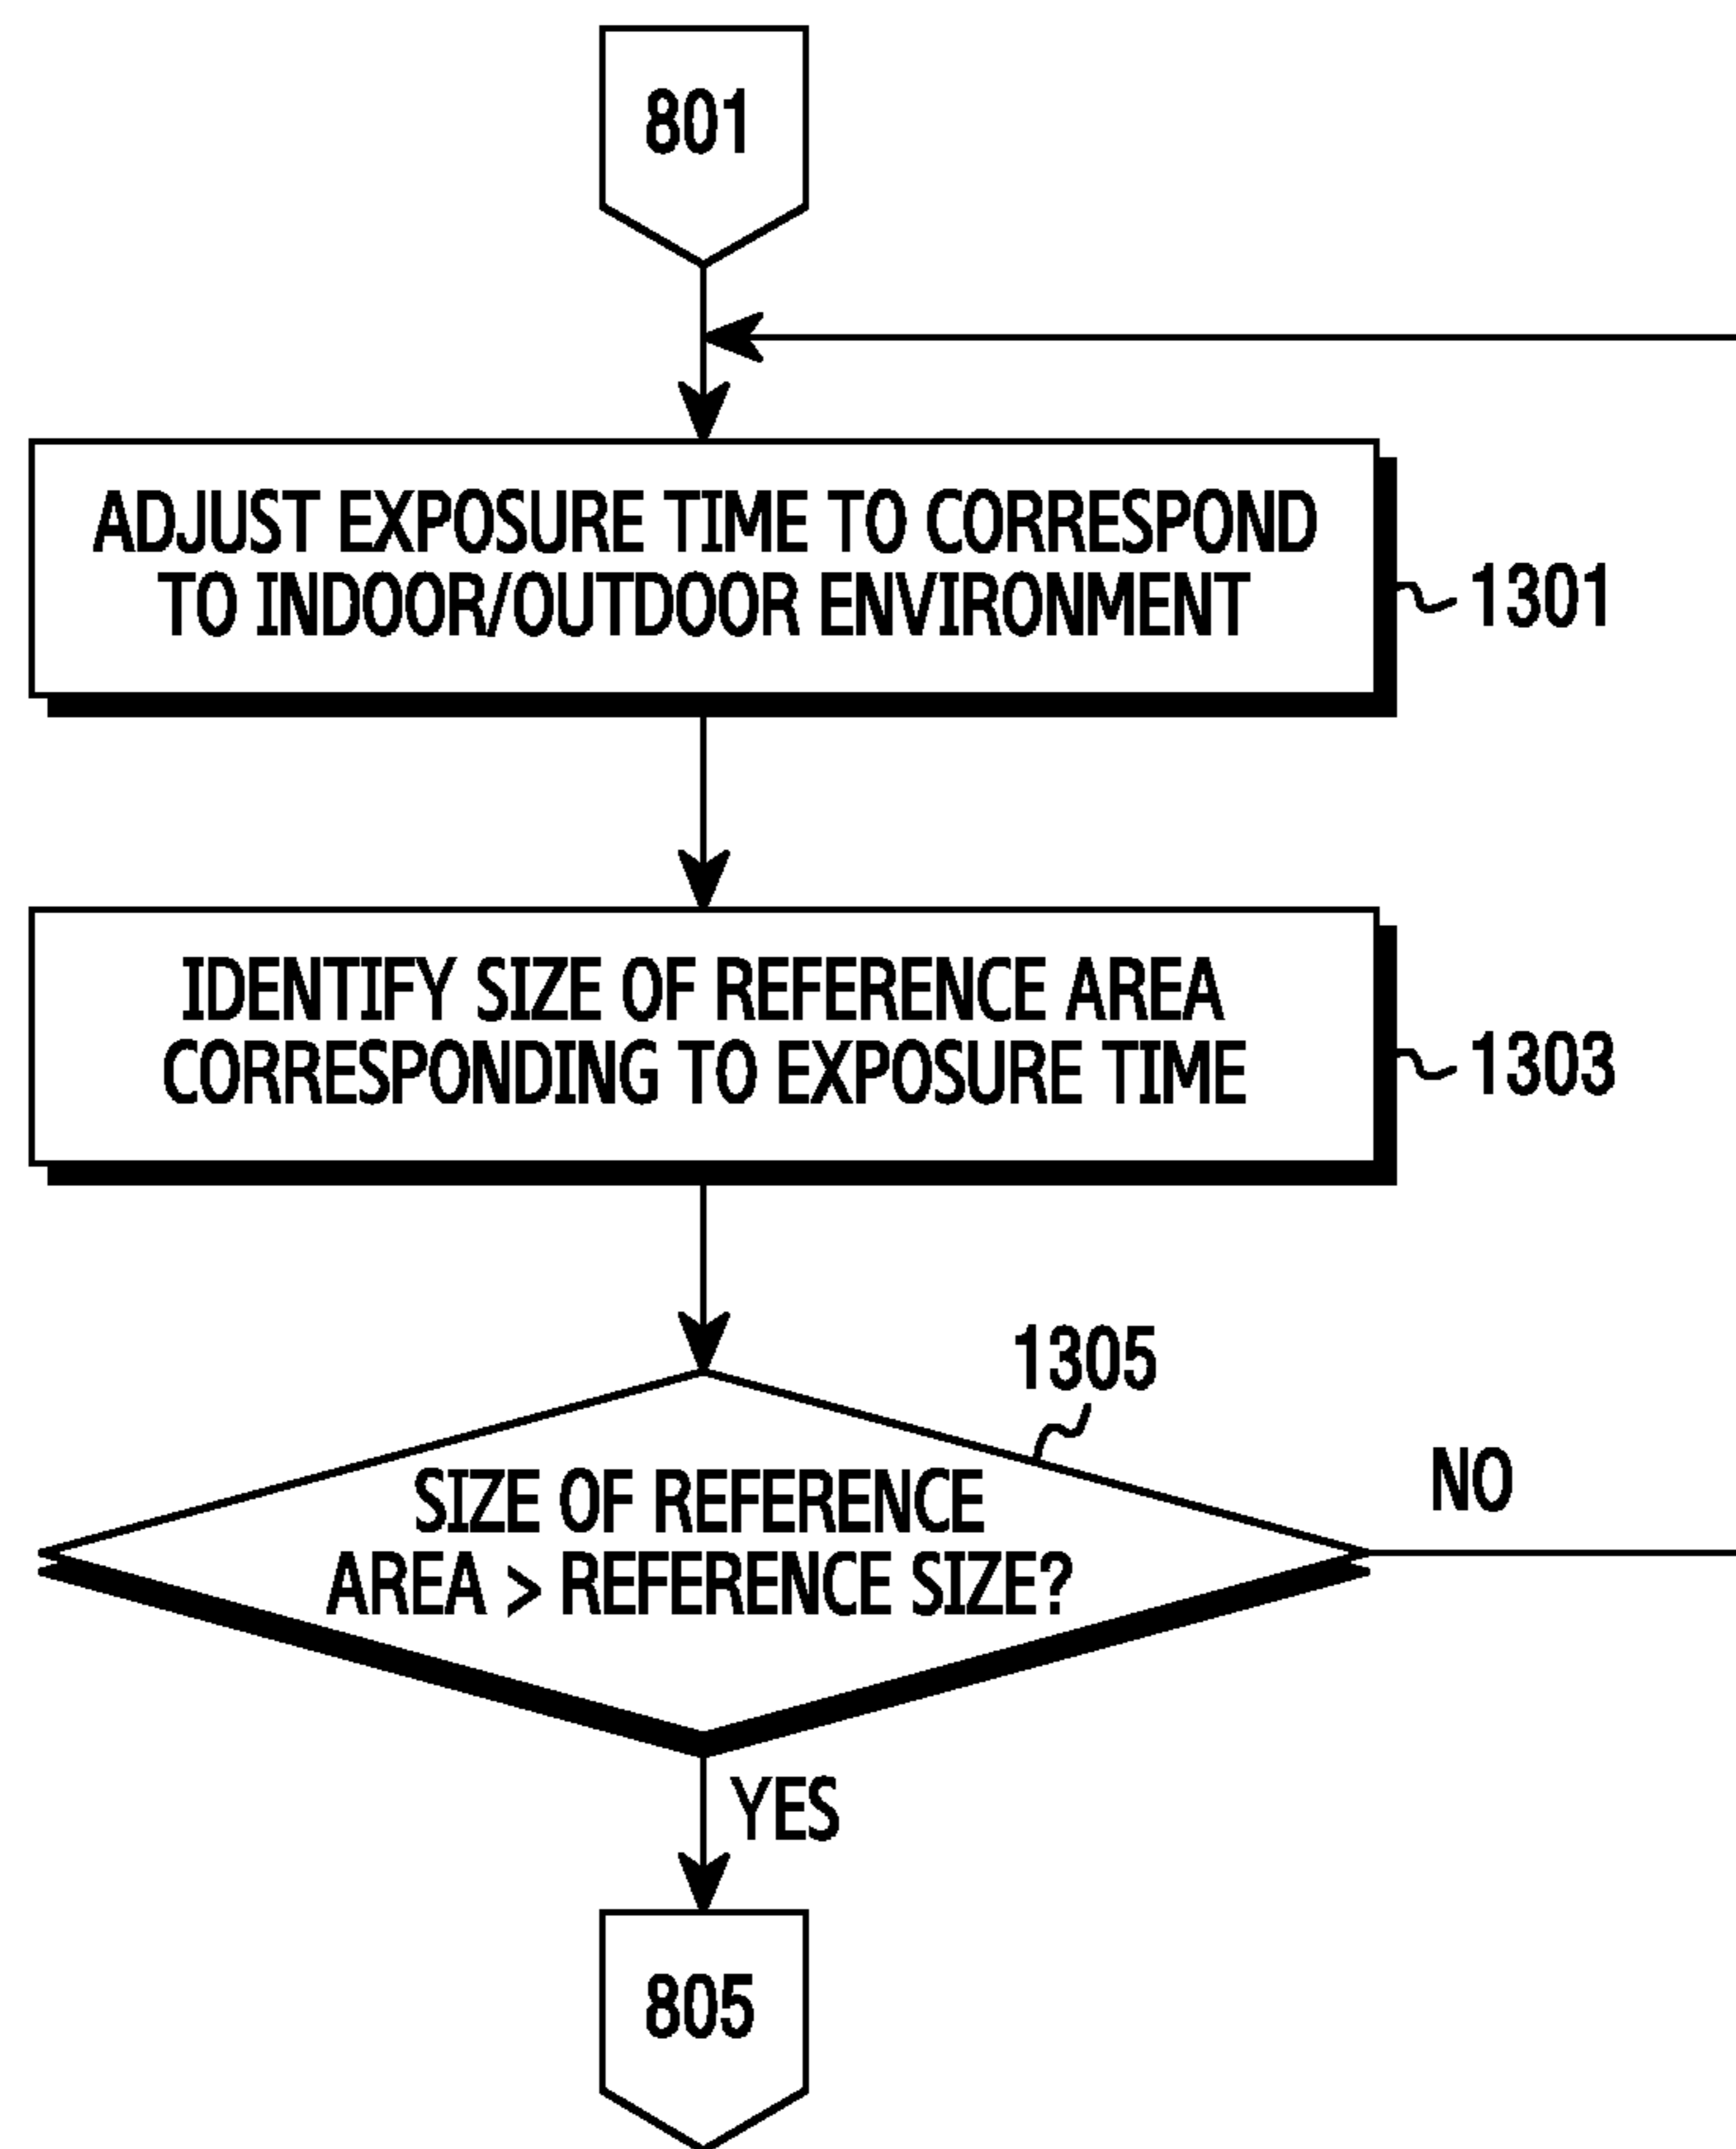 801
ADJUST EXPOSURE TIME TO CORRESPOND
TO INDOOR/OUTDOOR ENVIRONMENT
1301
IDENTIFY SIZE OF REFERENCE AREA
CORRESPONDING TO EXPOSURE TIME
1303
1305
SIZE OF REFERENCE
AREA > REFERENCE SIZE?
NO
YES
805